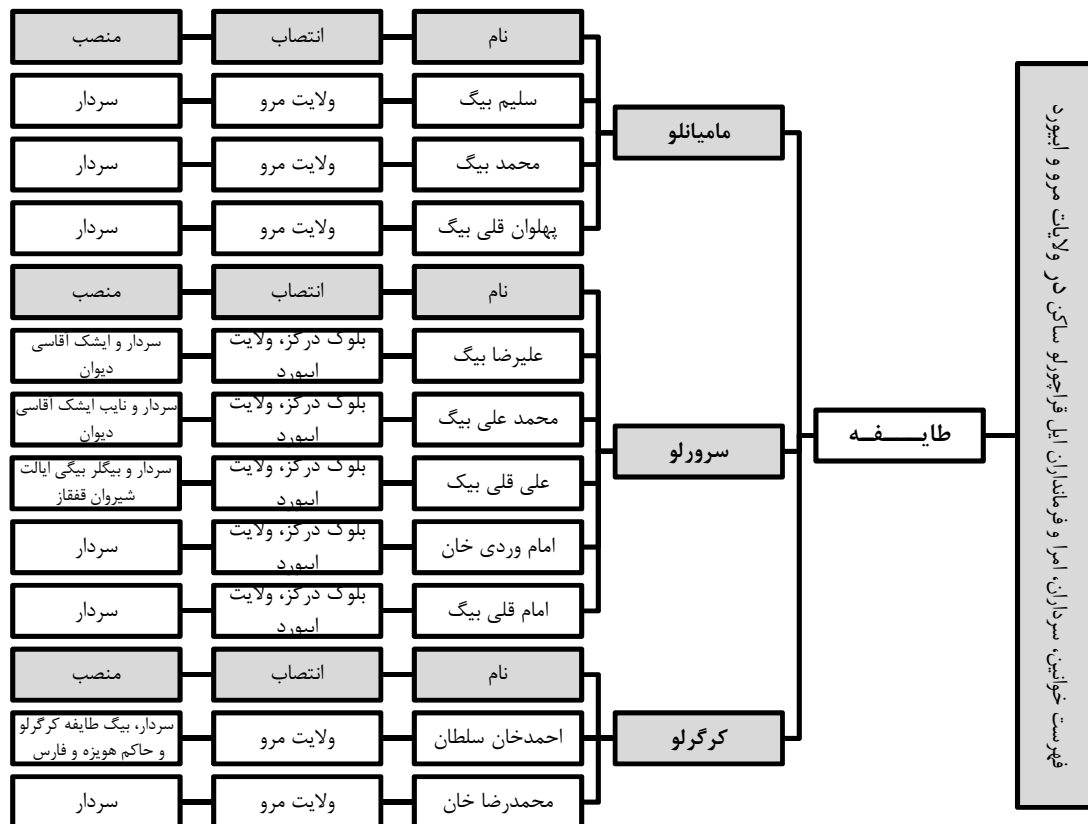 فهرست خوانین، سرداران، امرا و فرمانداران ایل قراچورلو ساکن در ولایات مرو و ابیورد
طایـــــفــه
مامیانلو
نام
انتصاب
منصب
سلیم بیگ
ولایت مرو
سردار
محمد بیگ
ولایت مرو
سردار
پهلوان قلی بیگ
ولایت مرو
سردار
سرورلو
نام
انتصاب
منصب
علیرضا بیگ
بلوک درگز، ولایت
ابیورد
سردار و ایشک آقاسی
دیوان
محمد علی بیگ
بلوک درگز، ولایت
ابیورد
سردار و نایب ایشک آقاسی
دیوان
علی قلی بیک
بلوک درگز، ولایت
ابیورد
سردار و بیگلر بیگی ایالت
شیروان قفقاز
امام وردی خان
بلوک درگز، ولایت
ابیورد
سردار
امام قلی بیگ
بلوک درگز، ولایت
ابیورد
سردار
کرگرلو
نام
انتصاب
منصب
احمدخان سلطان
ولایت مرو
سردار، بیگ طایفه کرگرلو
و حاکم هویزه و فارس
محمدرضا خان
ولایت مرو
سردار